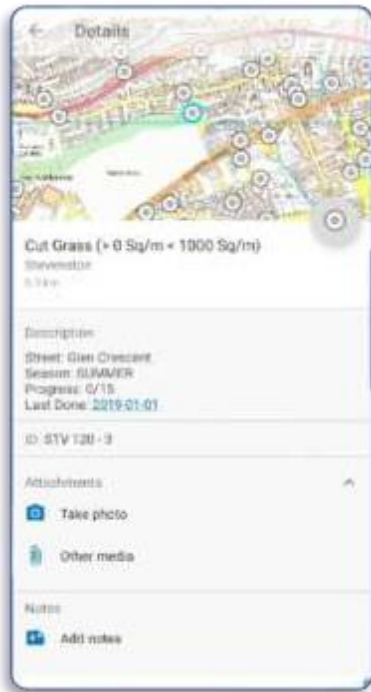 Details
Cut Grass (> 0 Sq/m < 1000 Sq/m)
Stevenston
Description
Street: Glen Crescent
Season: SUMMER
Progress: 0/15
Last Done: 2019-01-01
ID: STV 120 - 3
Attachments
Take photo
Other media
Notes
Add notes